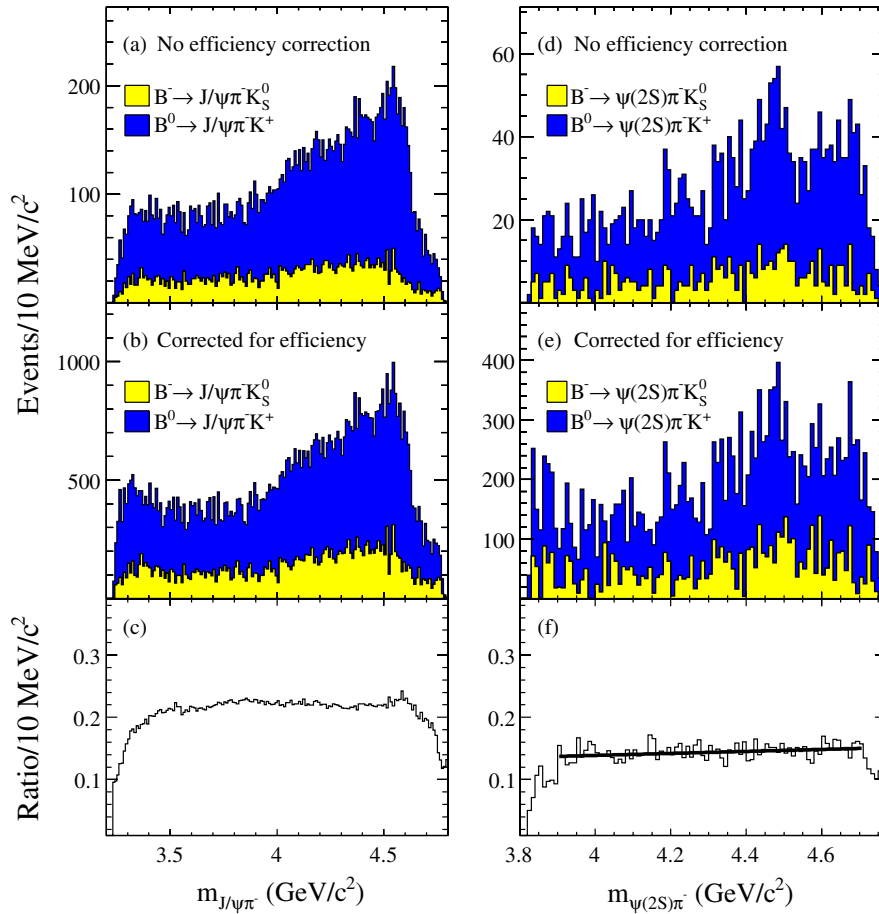 (a) No efficiency correction
B⁻→ J/ψπ⁻K⁰S
B⁰→ J/ψπ⁻K⁺
200
100
(d) No efficiency correction
B⁻→ ψ(2S)π⁻K⁰S
B⁰→ ψ(2S)π⁻K⁺
60
40
20
Events/10 MeV/c²
(b) Corrected for efficiency
B⁻→ J/ψπ⁻K⁰S
B⁰→ J/ψπ⁻K⁺
1000
500
(e) Corrected for efficiency
B⁻→ ψ(2S)π⁻K⁰S
B⁰→ ψ(2S)π⁻K⁺
400
300
200
100
Ratio/10 MeV/c²
(c)
0.3
0.2
0.1
3.5 4 4.5
mJ/ψπ⁻ (GeV/c²)
(f)
0.3
0.2
0.1
3.8 4 4.2 4.4 4.6
mψ(2S)π⁻ (GeV/c²)